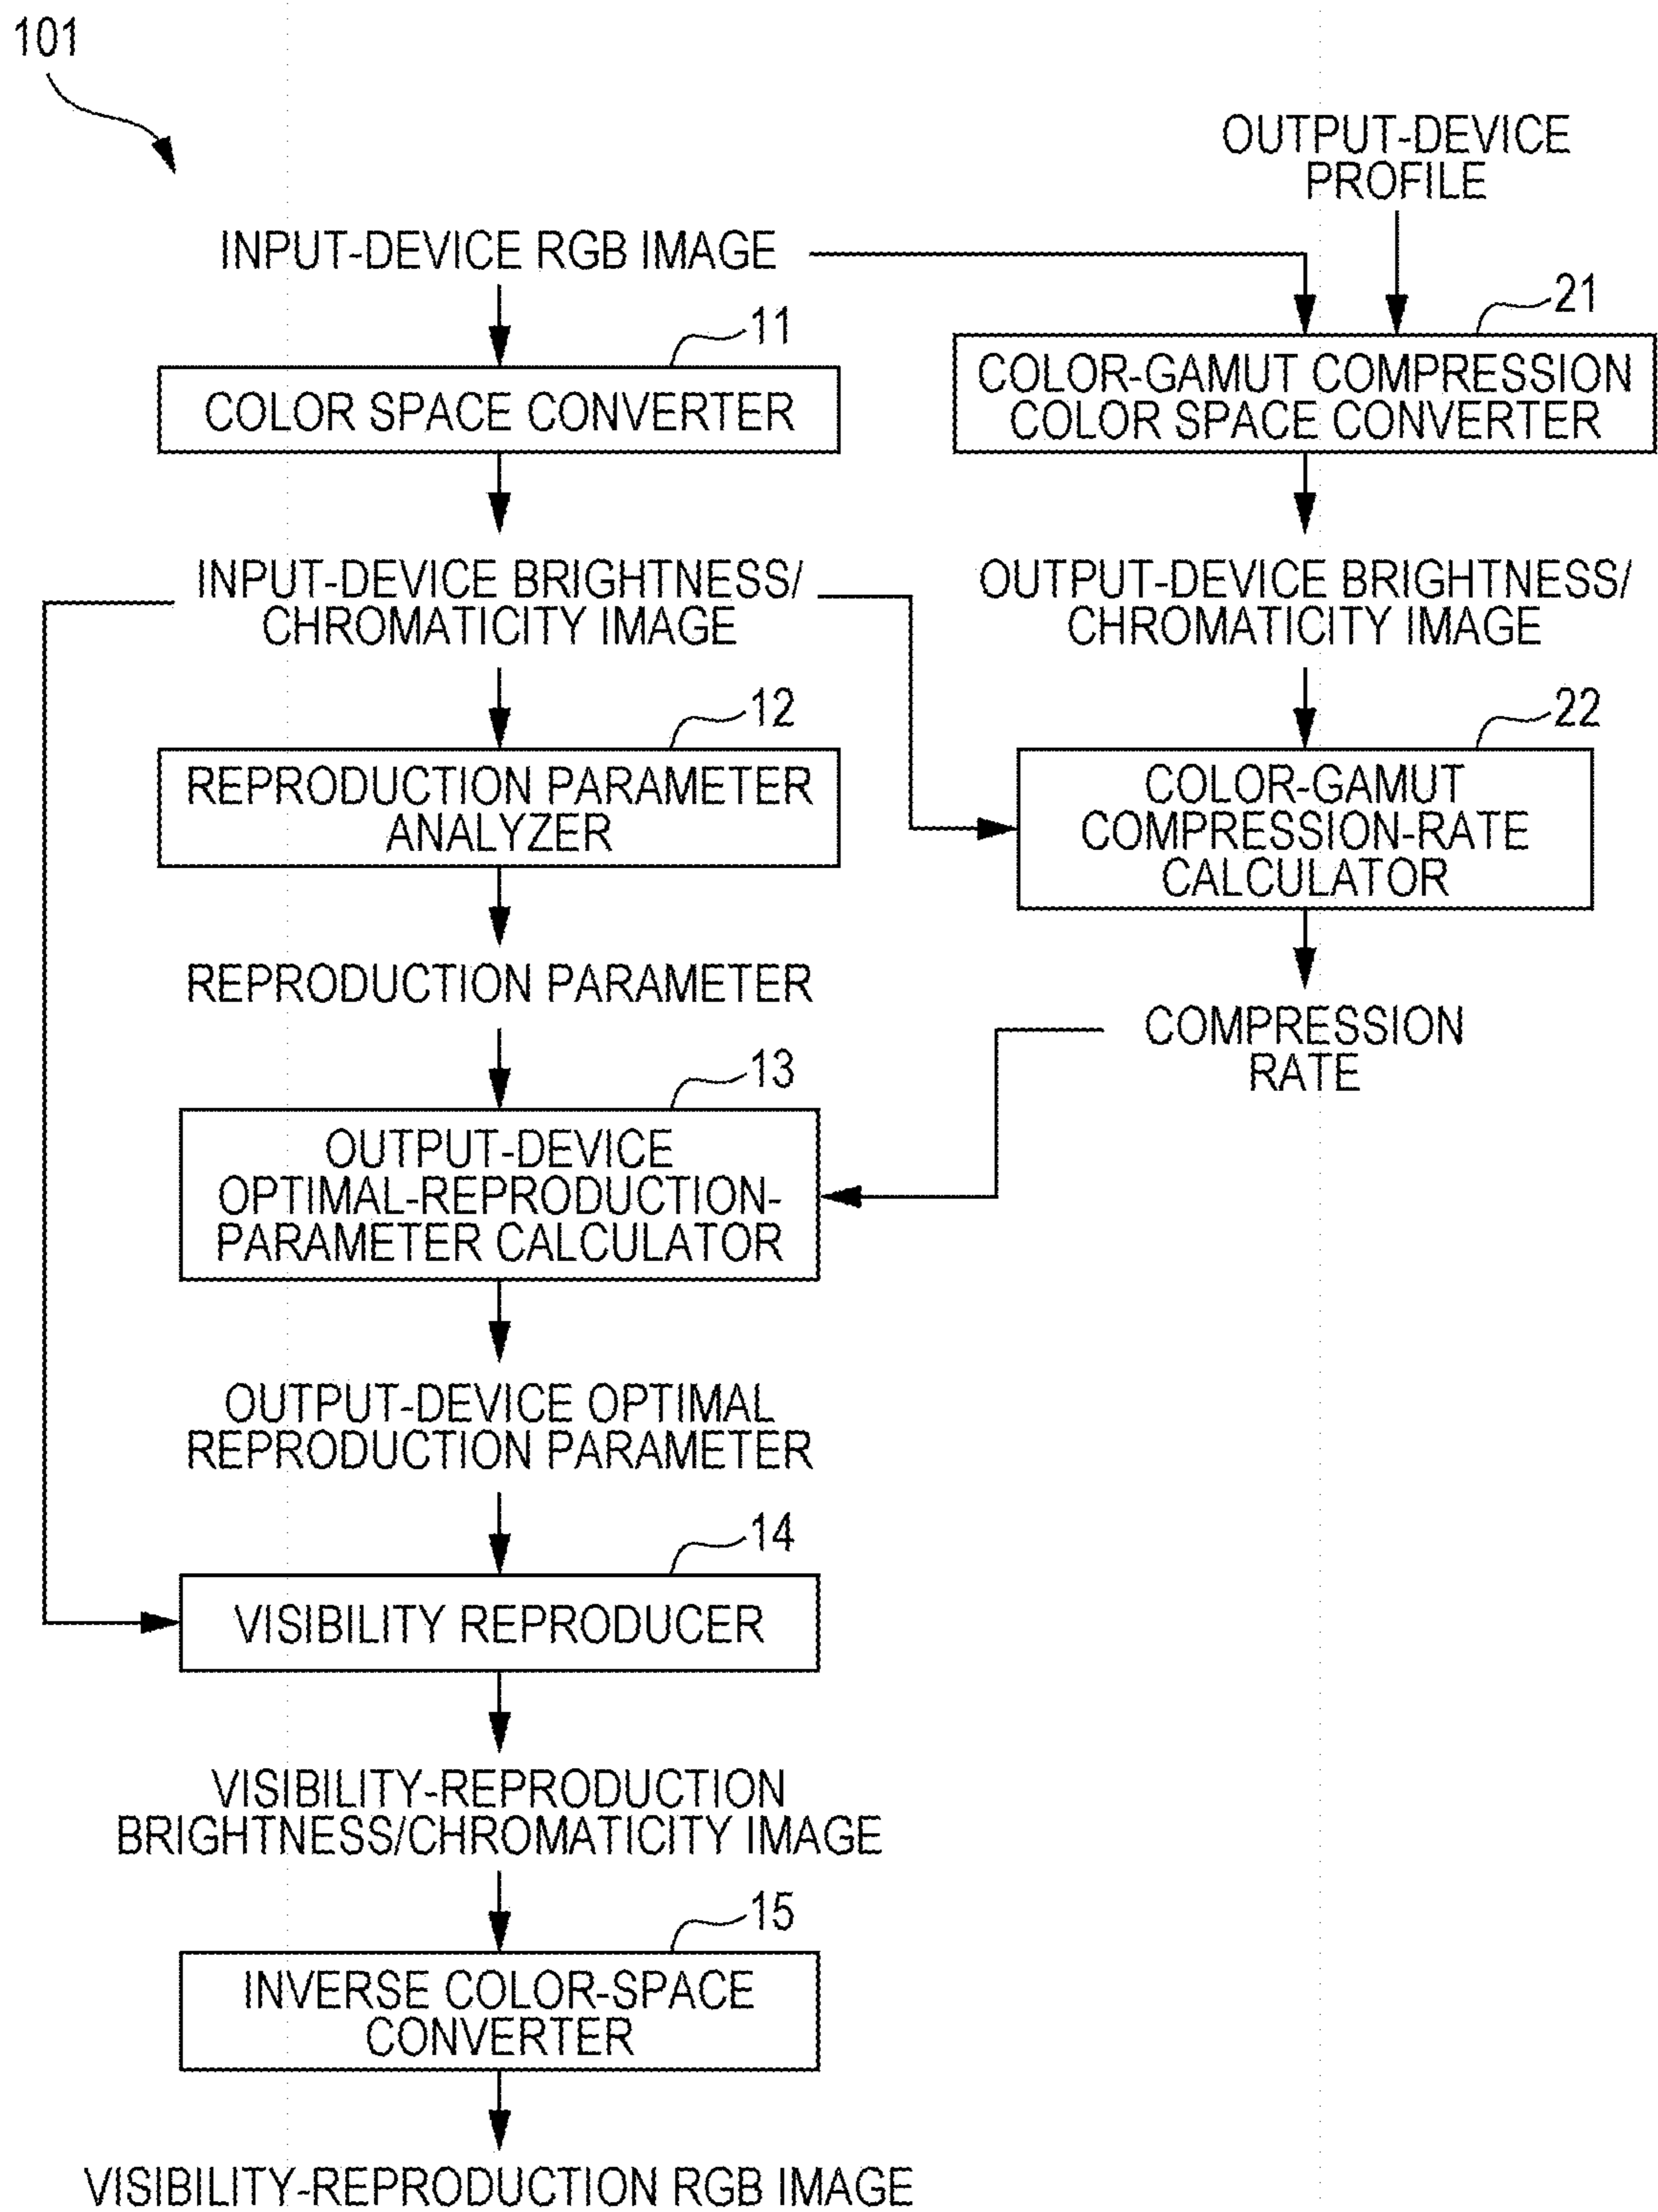 101
OUTPUT-DEVICE
PROFILE
INPUT-DEVICE RGB IMAGE
11
21
COLOR SPACE CONVERTER
COLOR-GAMUT COMPRESSION
COLOR SPACE CONVERTER
INPUT-DEVICE BRIGHTNESS/
CHROMATICITY IMAGE
OUTPUT-DEVICE BRIGHTNESS/
CHROMATICITY IMAGE
12
22
REPRODUCTION PARAMETER
ANALYZER
COLOR-GAMUT
COMPRESSION-RATE
CALCULATOR
REPRODUCTION PARAMETER
COMPRESSION
RATE
13
OUTPUT-DEVICE
OPTIMAL-REPRODUCTION-
PARAMETER CALCULATOR
OUTPUT-DEVICE OPTIMAL
REPRODUCTION PARAMETER
14
VISIBILITY REPRODUCER
VISIBILITY-REPRODUCTION
BRIGHTNESS/CHROMATICITY IMAGE
15
INVERSE COLOR-SPACE
CONVERTER
VISIBILITY-REPRODUCTION RGB IMAGE